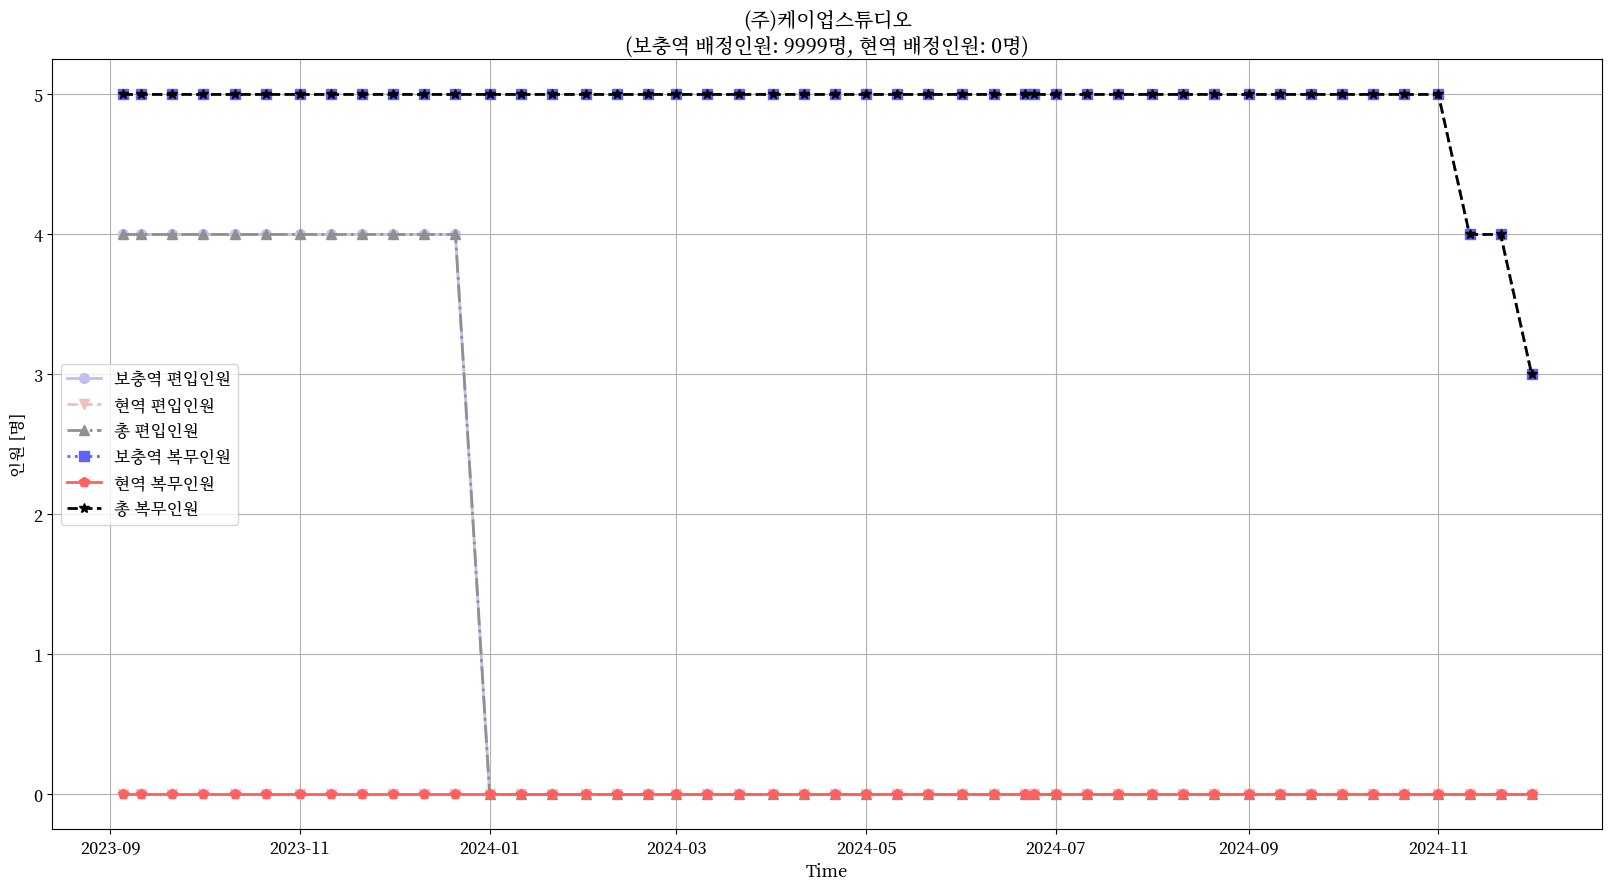 (주)케이업스튜디오
(보충역 배정인원: 9999명, 현역 배정인원: 0명)
인원 [명]
5
4
3
2
1
0
보충역 편입인원
현역 편입인원
총 편입인원
보충역 복무인원
현역 복무인원
총 복무인원
2023-09
2023-11
2024-01
2024-03
2024-05
2024-07
2024-09
2024-11
Time